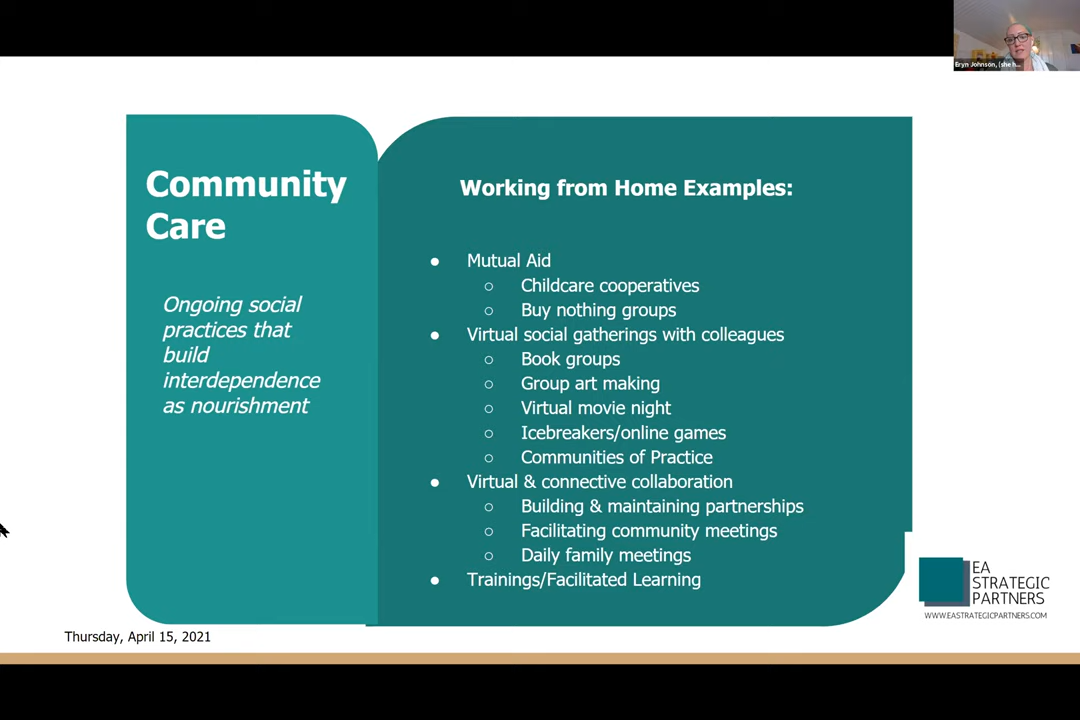 Eryn Johnson, (she h...
Community
Care
Ongoing social
practices that
build
interdependence
as nourishment
Working from Home Examples:
● Mutual Aid
○ Childcare cooperatives
○ Buy nothing groups
● Virtual social gatherings with colleagues
○ Book groups
○ Group art making
○ Virtual movie night
○ Icebreakers/online games
○ Communities of Practice
● Virtual & connective collaboration
○ Building & maintaining partnerships
○ Facilitating community meetings
○ Daily family meetings
● Trainings/Facilitated Learning
EA
STRATEGIC
PARTNERS
WWW.EASTRATEGICPARTNERS.COM
Thursday, April 15, 2021